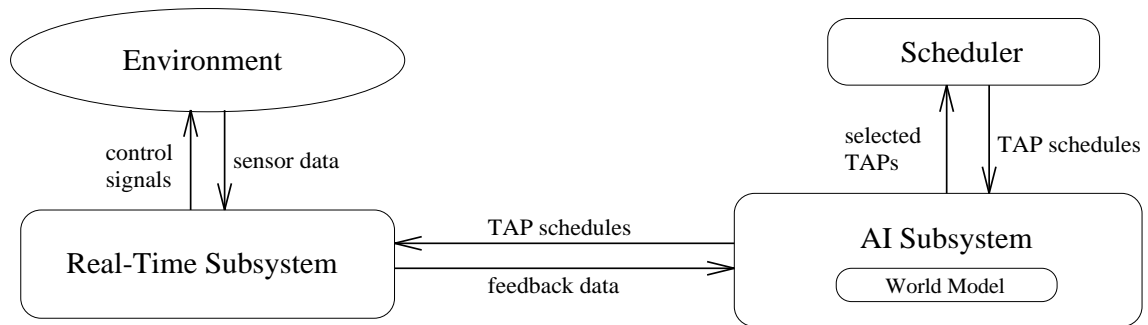 Environment
Scheduler
control
signals
sensor data
selected
TAPs
TAP schedules
Real-Time Subsystem
TAP schedules
feedback data
AI Subsystem
World Model